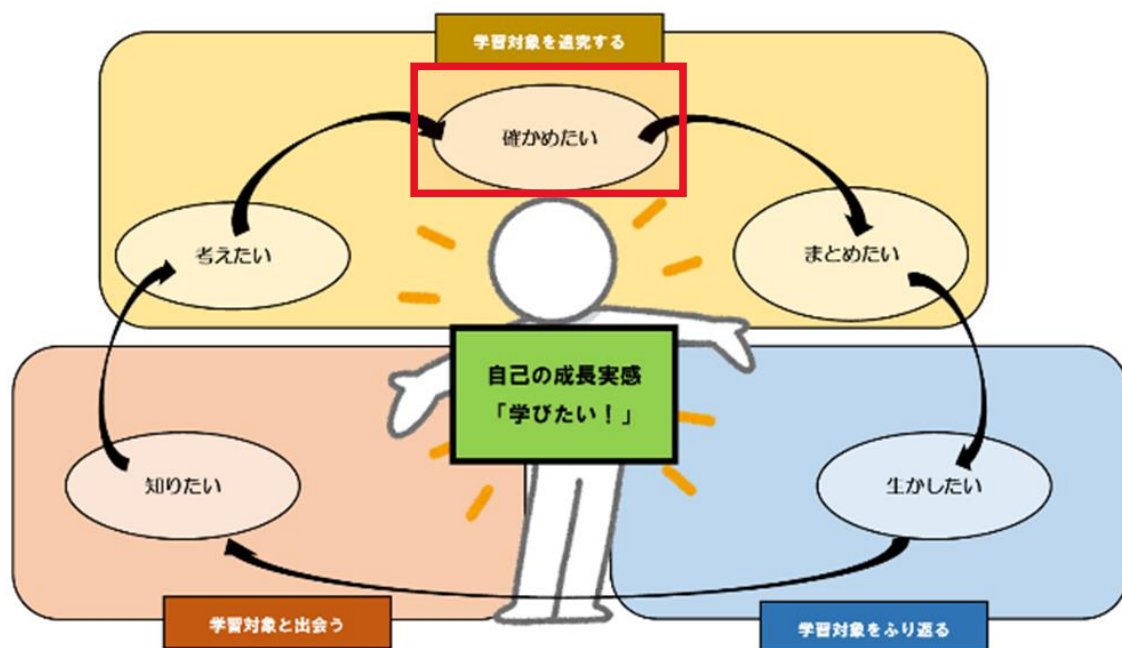 学習対象を追究する
確かめたい
考えたい
まとめたい
自己の成長実感
「学びたい！」
知りたい
生かしたい
学習対象と出会う
学習対象をふり返る